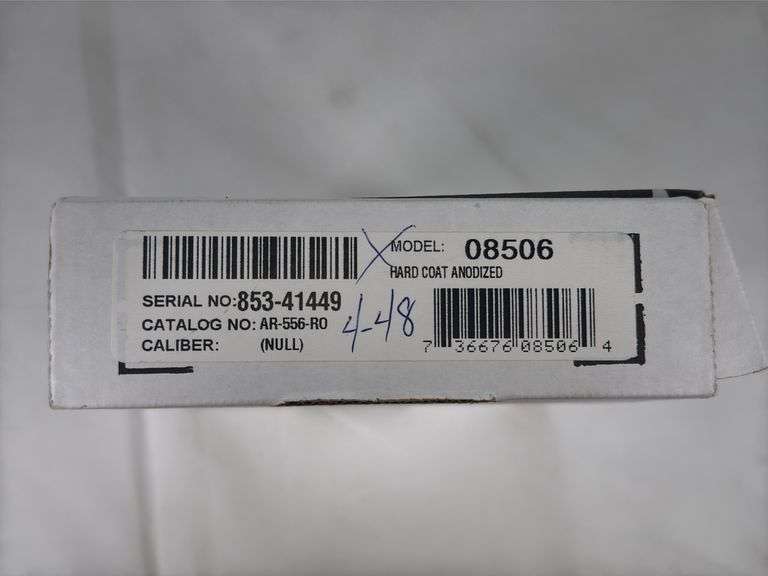 X MODEL: 08506
HARD COAT ANODIZED
SERIAL NO:853-41449
CATALOG NO: AR-556-RO
4-48
CALIBER: (NULL)
7 36676 08506 4